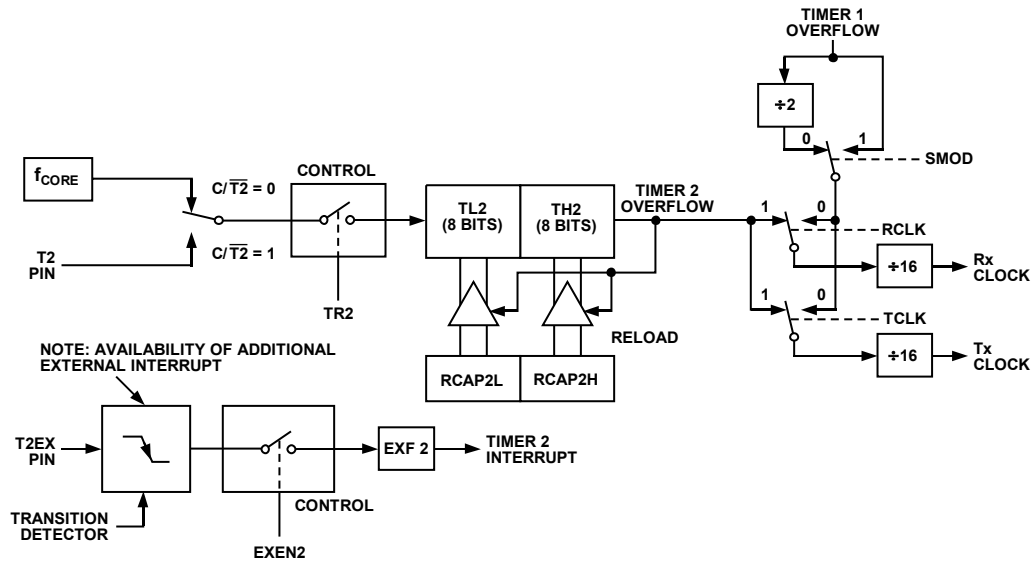 TIMER 1
OVERFLOW
÷2
0
1
SMOD
fCORE
C/T2 = 0
CONTROL
TL2
(8 BITS)
TH2
(8 BITS)
TIMER 2
OVERFLOW
1
0
RCLK
T2
PIN
C/T2 = 1
÷16
Rx
CLOCK
TR2
1
0
TCLK
RELOAD
÷16
Tx
CLOCK
RCAP2L
RCAP2H
NOTE: AVAILABILITY OF ADDITIONAL
EXTERNAL INTERRUPT
T2EX
PIN
EXF 2
TIMER 2
INTERRUPT
CONTROL
TRANSITION
DETECTOR
EXEN2